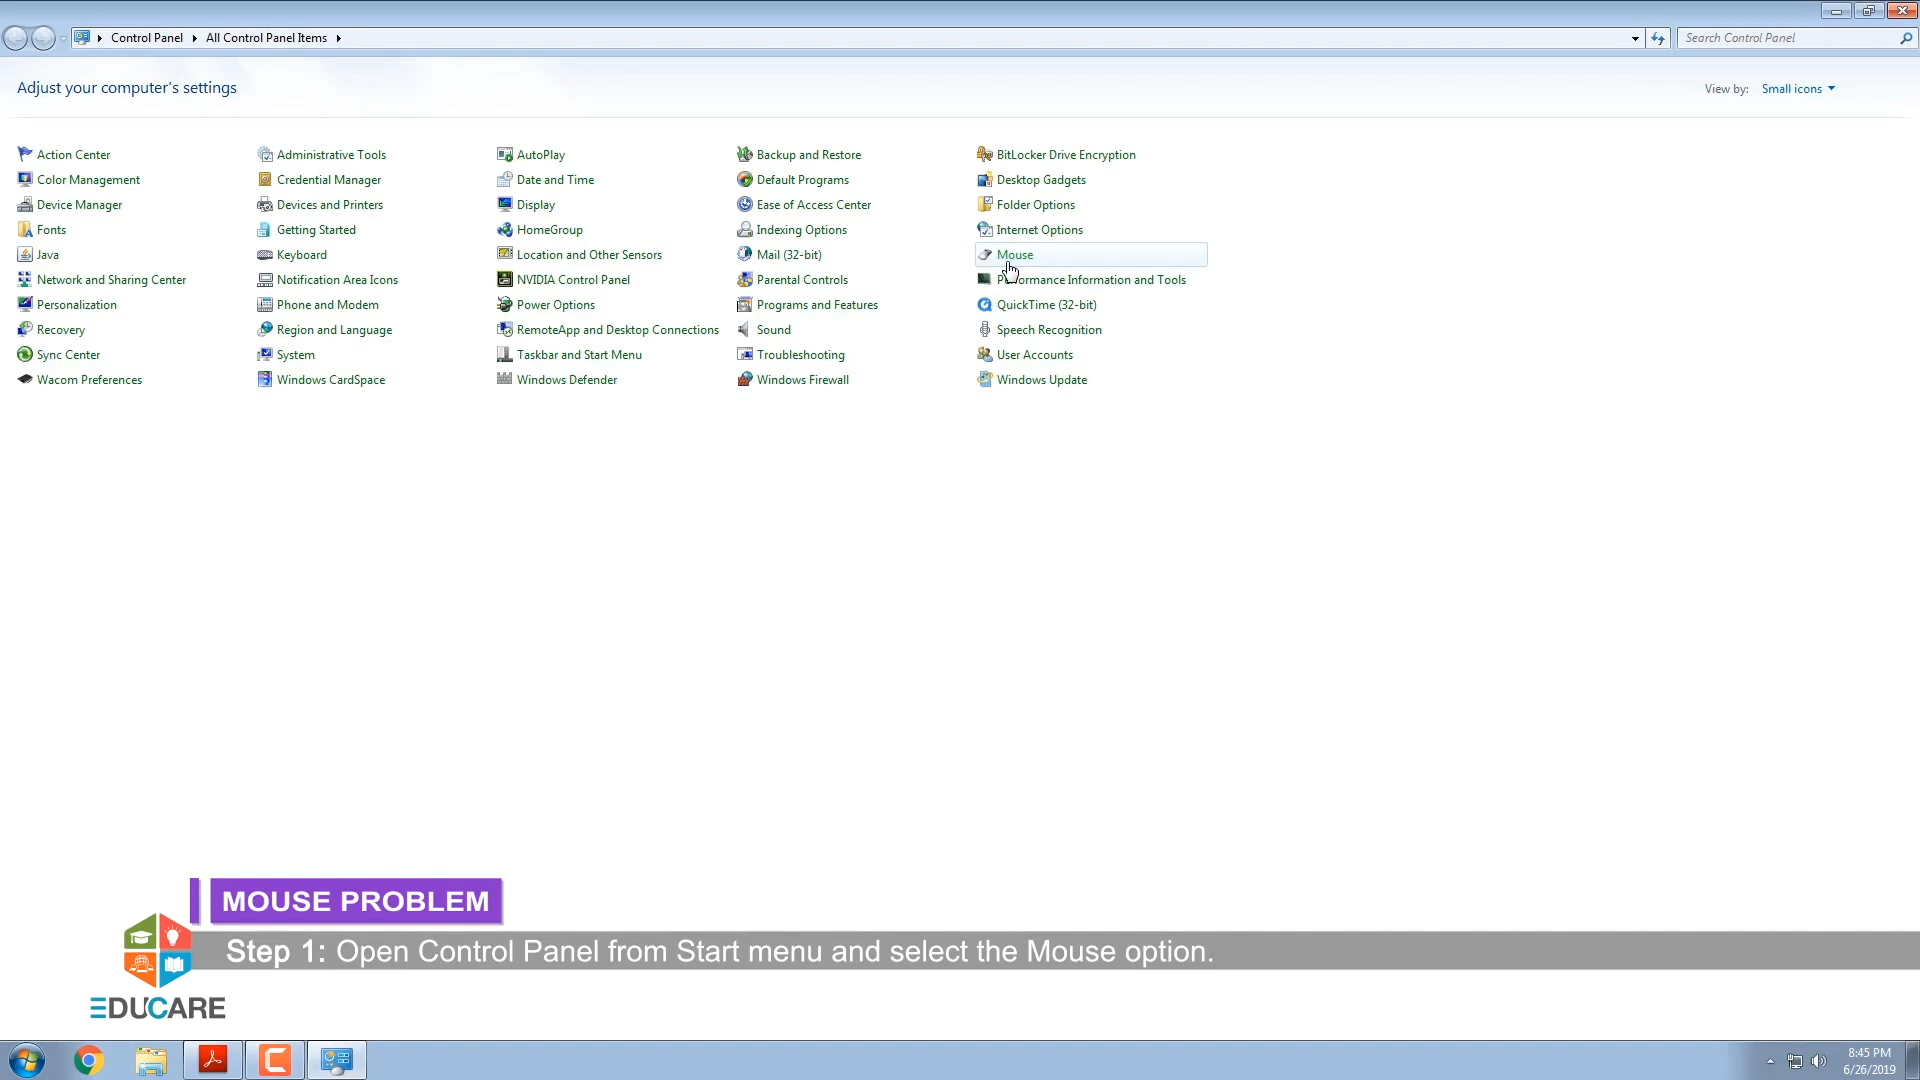 Control Panel All Control Panel Items
Search Control Panel
Adjust your computer's settings
View by: Small icons
Action Center
Administrative Tools
AutoPlay
Backup and Restore
BitLocker Drive Encryption
Color Management
Credential Manager
Date and Time
Default Programs
Desktop Gadgets
Device Manager
Devices and Printers
Display
Ease of Access Center
Folder Options
Fonts
Getting Started
HomeGroup
Indexing Options
Internet Options
Java
Keyboard
Location and Other Sensors
Mail (32-bit)
Mouse
Network and Sharing Center
Notification Area Icons
NVIDIA Control Panel
Parental Controls
Performance Information and Tools
Personalization
Phone and Modem
Power Options
Programs and Features
QuickTime (32-bit)
Recovery
Region and Language
RemoteApp and Desktop Connections
Sound
Speech Recognition
Sync Center
System
Taskbar and Start Menu
Troubleshooting
User Accounts
Wacom Preferences
Windows CardSpace
Windows Defender
Windows Firewall
Windows Update
MOUSE PROBLEM
Step 1: Open Control Panel from Start menu and select the Mouse option.
EDUCARE
8:45 PM
6/26/2019